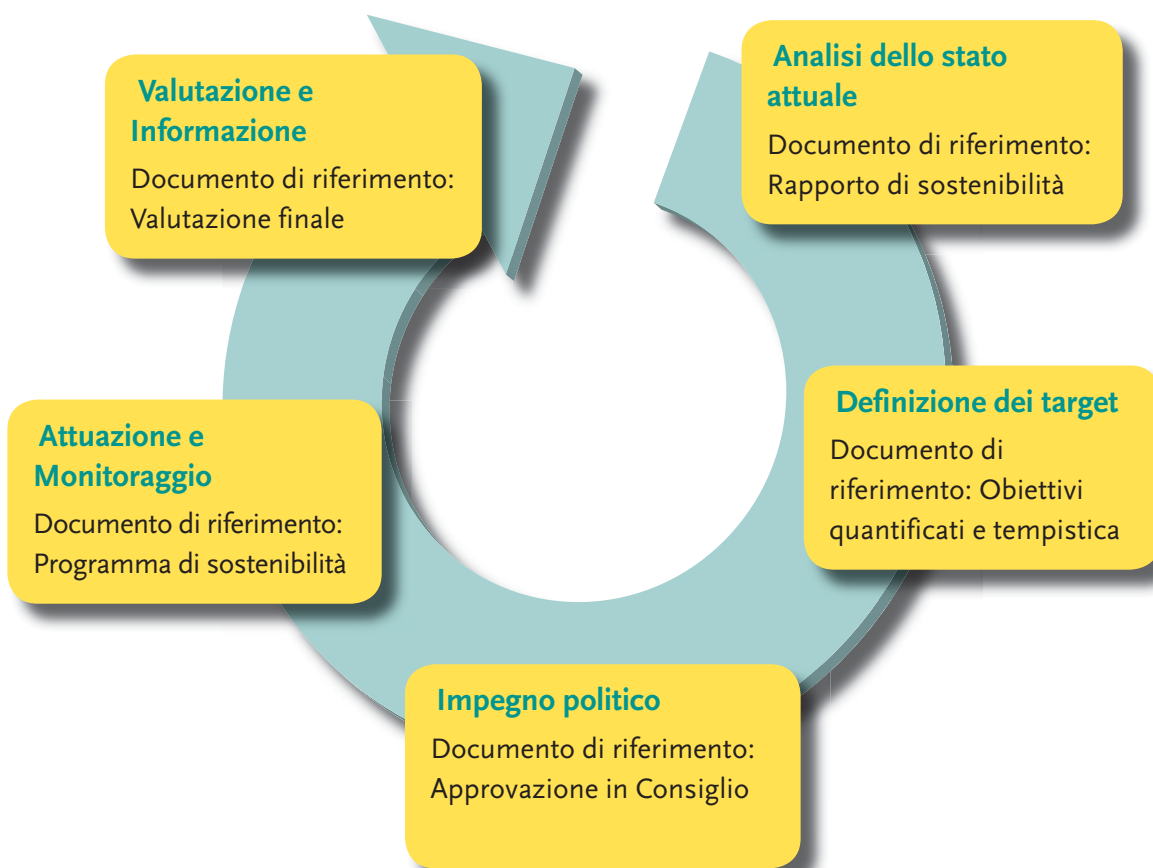 Valutazione e
Informazione
Documento di riferimento:
Valutazione finale
Analisi dello stato
attuale
Documento di riferimento:
Rapporto di sostenibilità
Definizione dei target
Documento di
riferimento: Obiettivi
quantificati e tempistica
Attuazione e
Monitoraggio
Documento di riferimento:
Programma di sostenibilità
Impegno politico
Documento di riferimento:
Approvazione in Consiglio